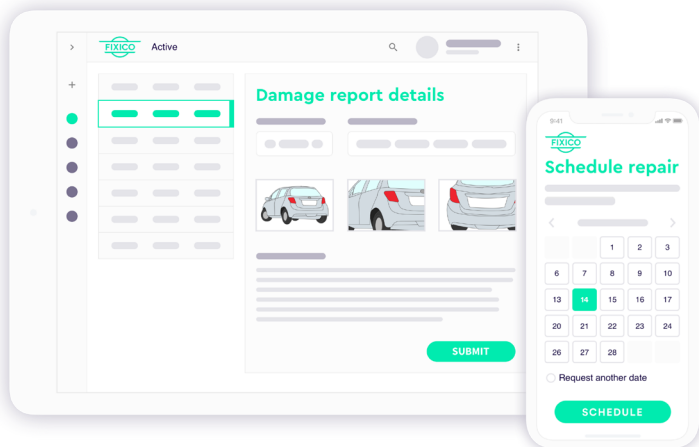 FIXICO
Active
Damage report details
SUBMIT
9:41
FIXICO
Schedule repair
1 2 3
6 7 8 9 10
13 14 15 16 17
20 21 22 23 24
26 27 28
Request another date
SCHEDULE